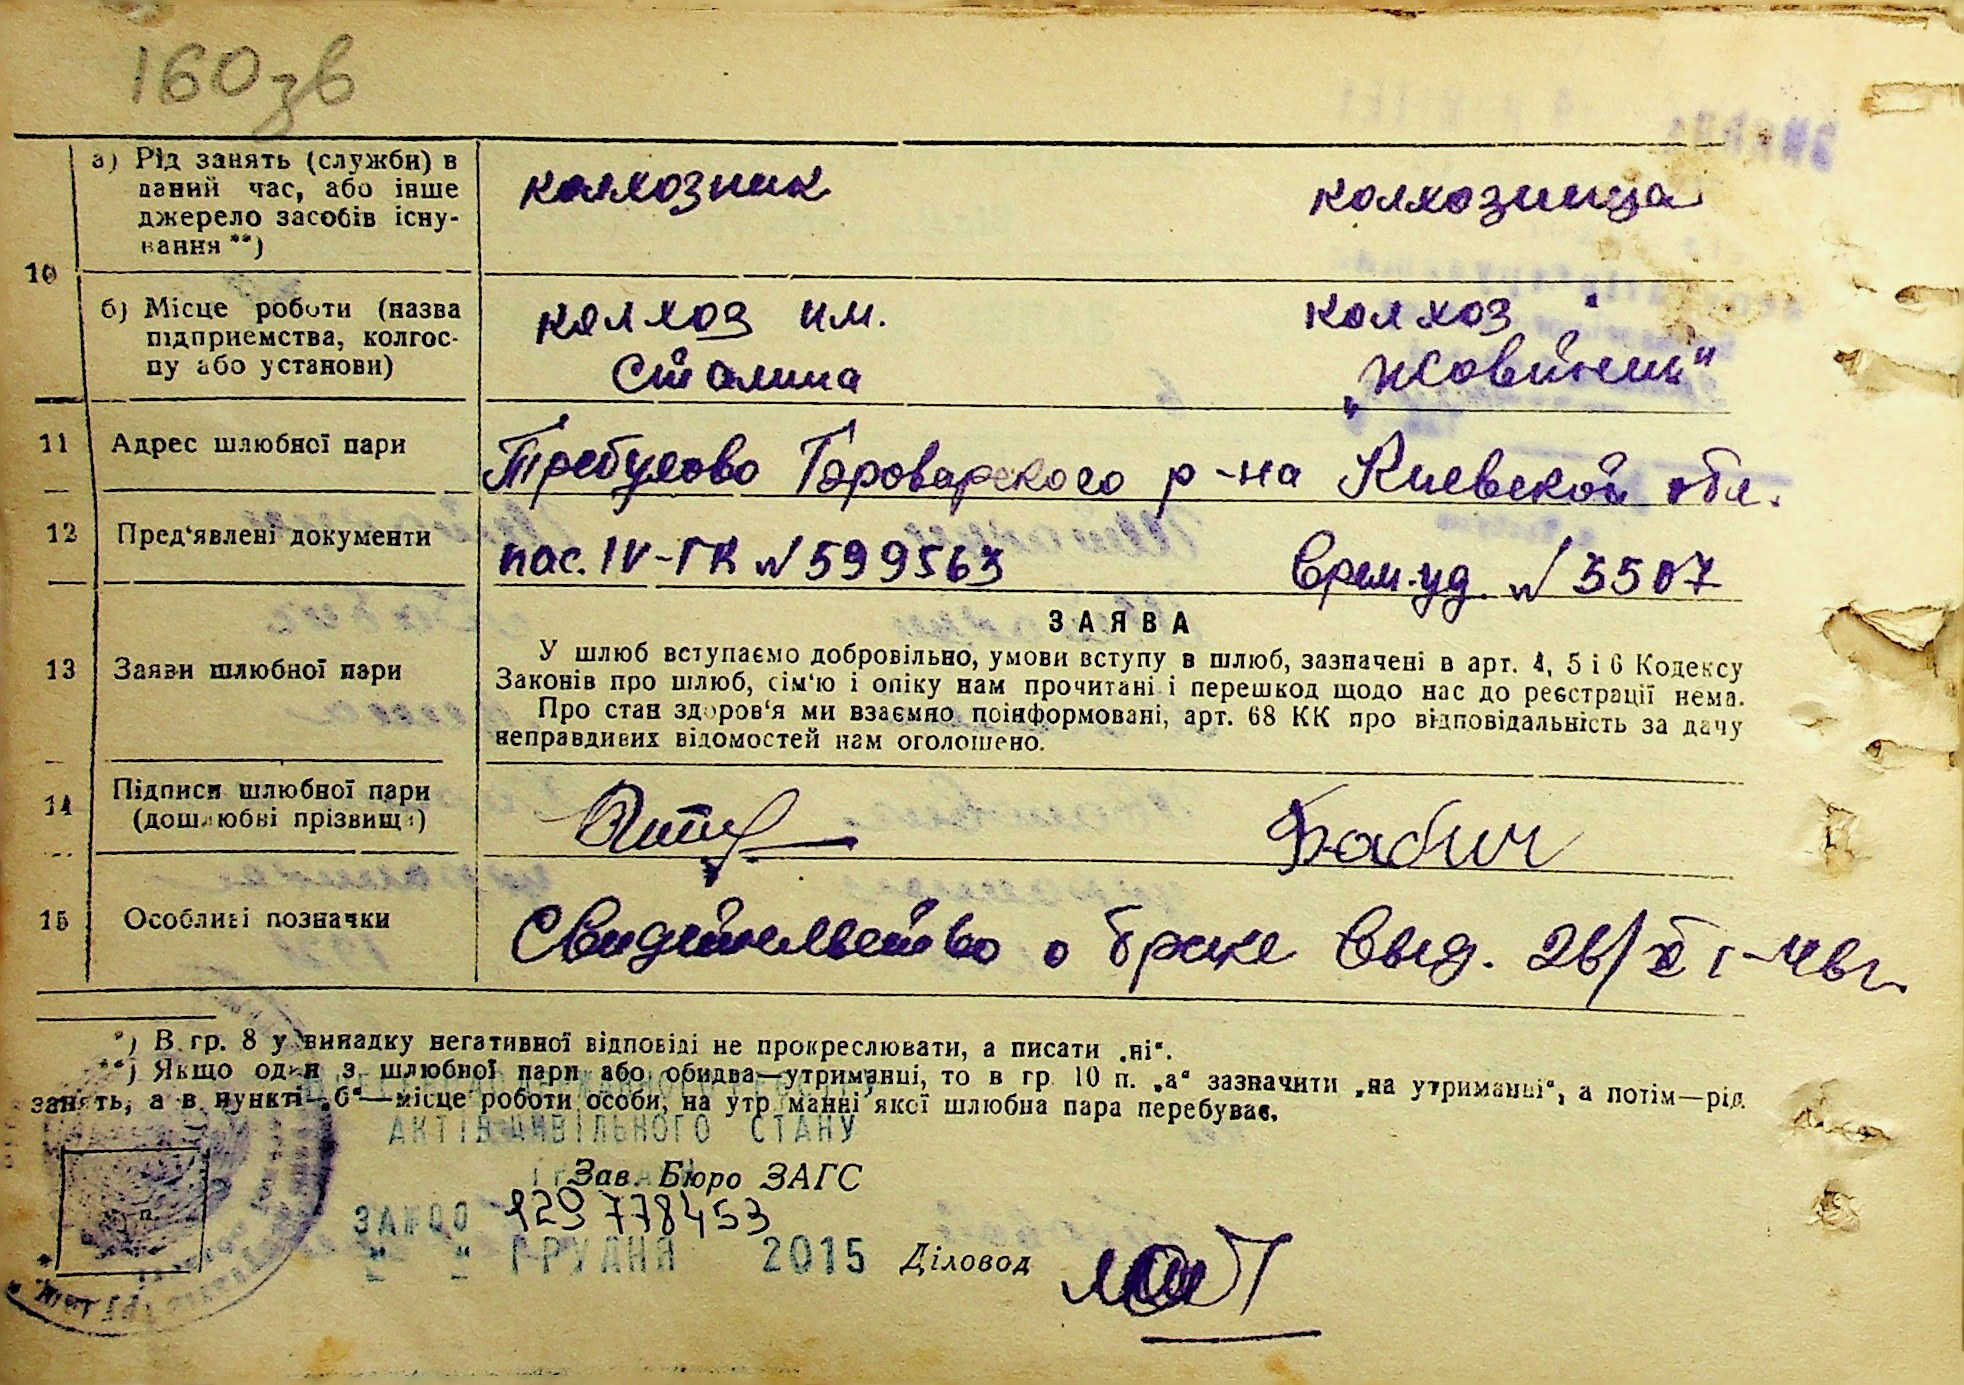 160зв
10
а) Рід занять (служби) в
даний час, або інше
джерело засобів існу-
вання **)
колхозник
колхозница
б) Місце роботи (назва
підприємства, колгос-
пу або установи)
колхоз им.
Сталина
колхоз
11 Адрес шлюбної пари
Требухово Броварского р-на Киевской обл.
12 Пред‘явлені документи
пас. IV-ГК № 599563
Врем. уд. № 3507
13 Заяви шлюбної пари
ЗАЯВА
У шлюб вступаємо добровільно, умови вступу в шлюб, зазначені в арт. 4, 5 і 6 Кодексу
Законів про шлюб, сім‘ю і опіку нам прочитані і перешкод щодо нас до реєстрації нема.
Про стан здоров‘я ми взаємно поінформовані, арт. 68 КК про відповідальність за дачу
неправдивих відомостей нам оголошено.
14 Підписи шлюбної пари
(дошлюбні прізвища)
Бабич
15 Особливі позначки
Свидетельство о браке выд.
*) В гр. 8 у випадку негативної відповіді не прокреслювати, а писати „ні“.
**) Якщо один з шлюбної пари або обидва—утриманці, то в гр. 10 п. „а“ зазначити „на утриманні“, а потім—рід
занять, а в пункті „б“—місце роботи особи, на утриманні якої шлюбна пара перебуває.
АКТІВ ЦИВІЛЬНОГО СТАНУ
Зав. Бюро ЗАГС
778453
ГРУДНЯ 2015
Діловод